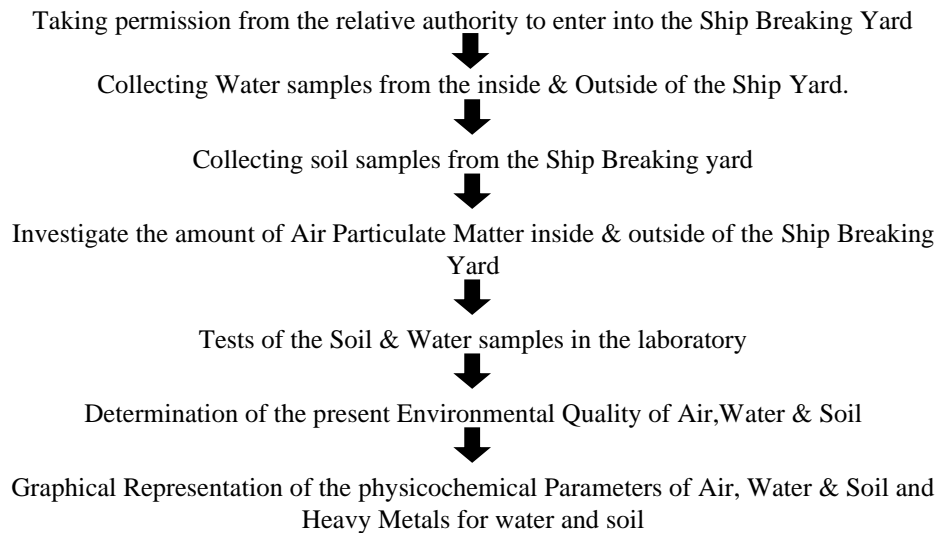 Taking permission from the relative authority to enter into the Ship Breaking Yard
Collecting Water samples from the inside & Outside of the Ship Yard.
Collecting soil samples from the Ship Breaking yard
Investigate the amount of Air Particulate Matter inside & outside of the Ship Breaking
Yard
Tests of the Soil & Water samples in the laboratory
Determination of the present Environmental Quality of Air,Water & Soil
Graphical Representation of the physicochemical Parameters of Air, Water & Soil and
Heavy Metals for water and soil